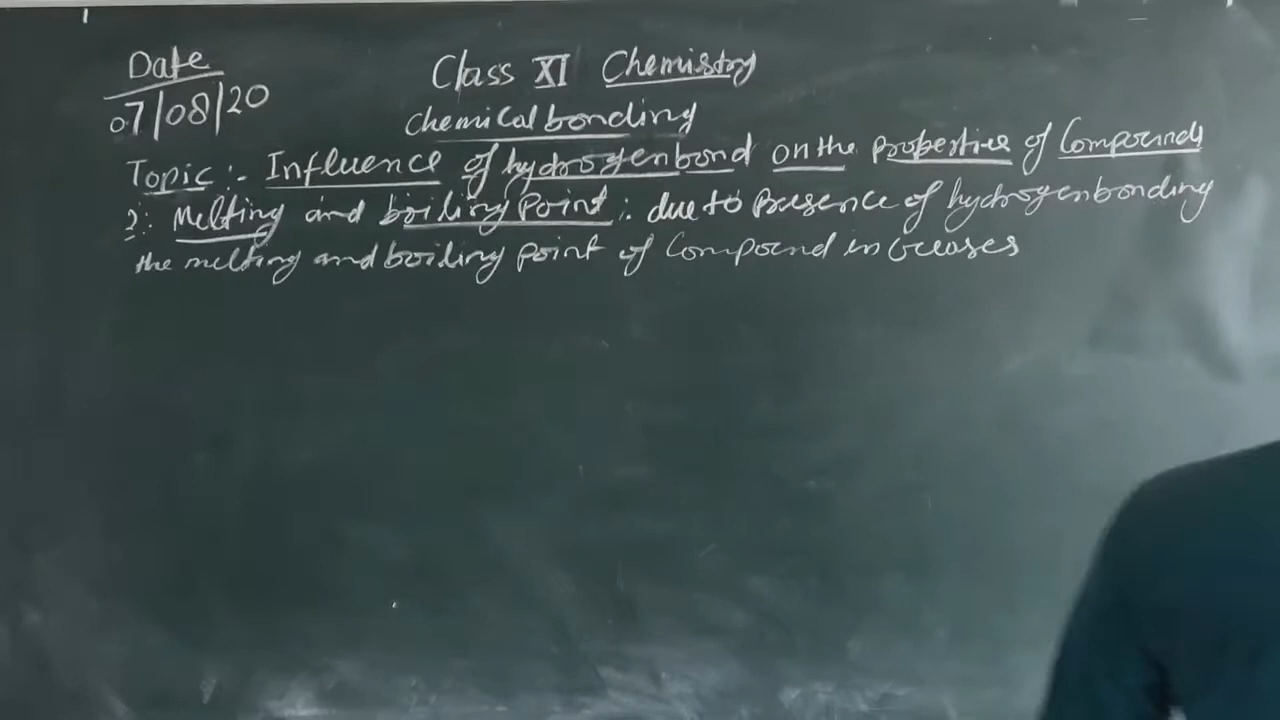 Date
07/08/20
Class XI Chemistry
Chemical bonding
Topic :- Influence of hydrogen bond on the properties of Compounds
2: Melting and boiling Point : due to Presence of hydrogen bonding
the melting and boiling point of Compound increases